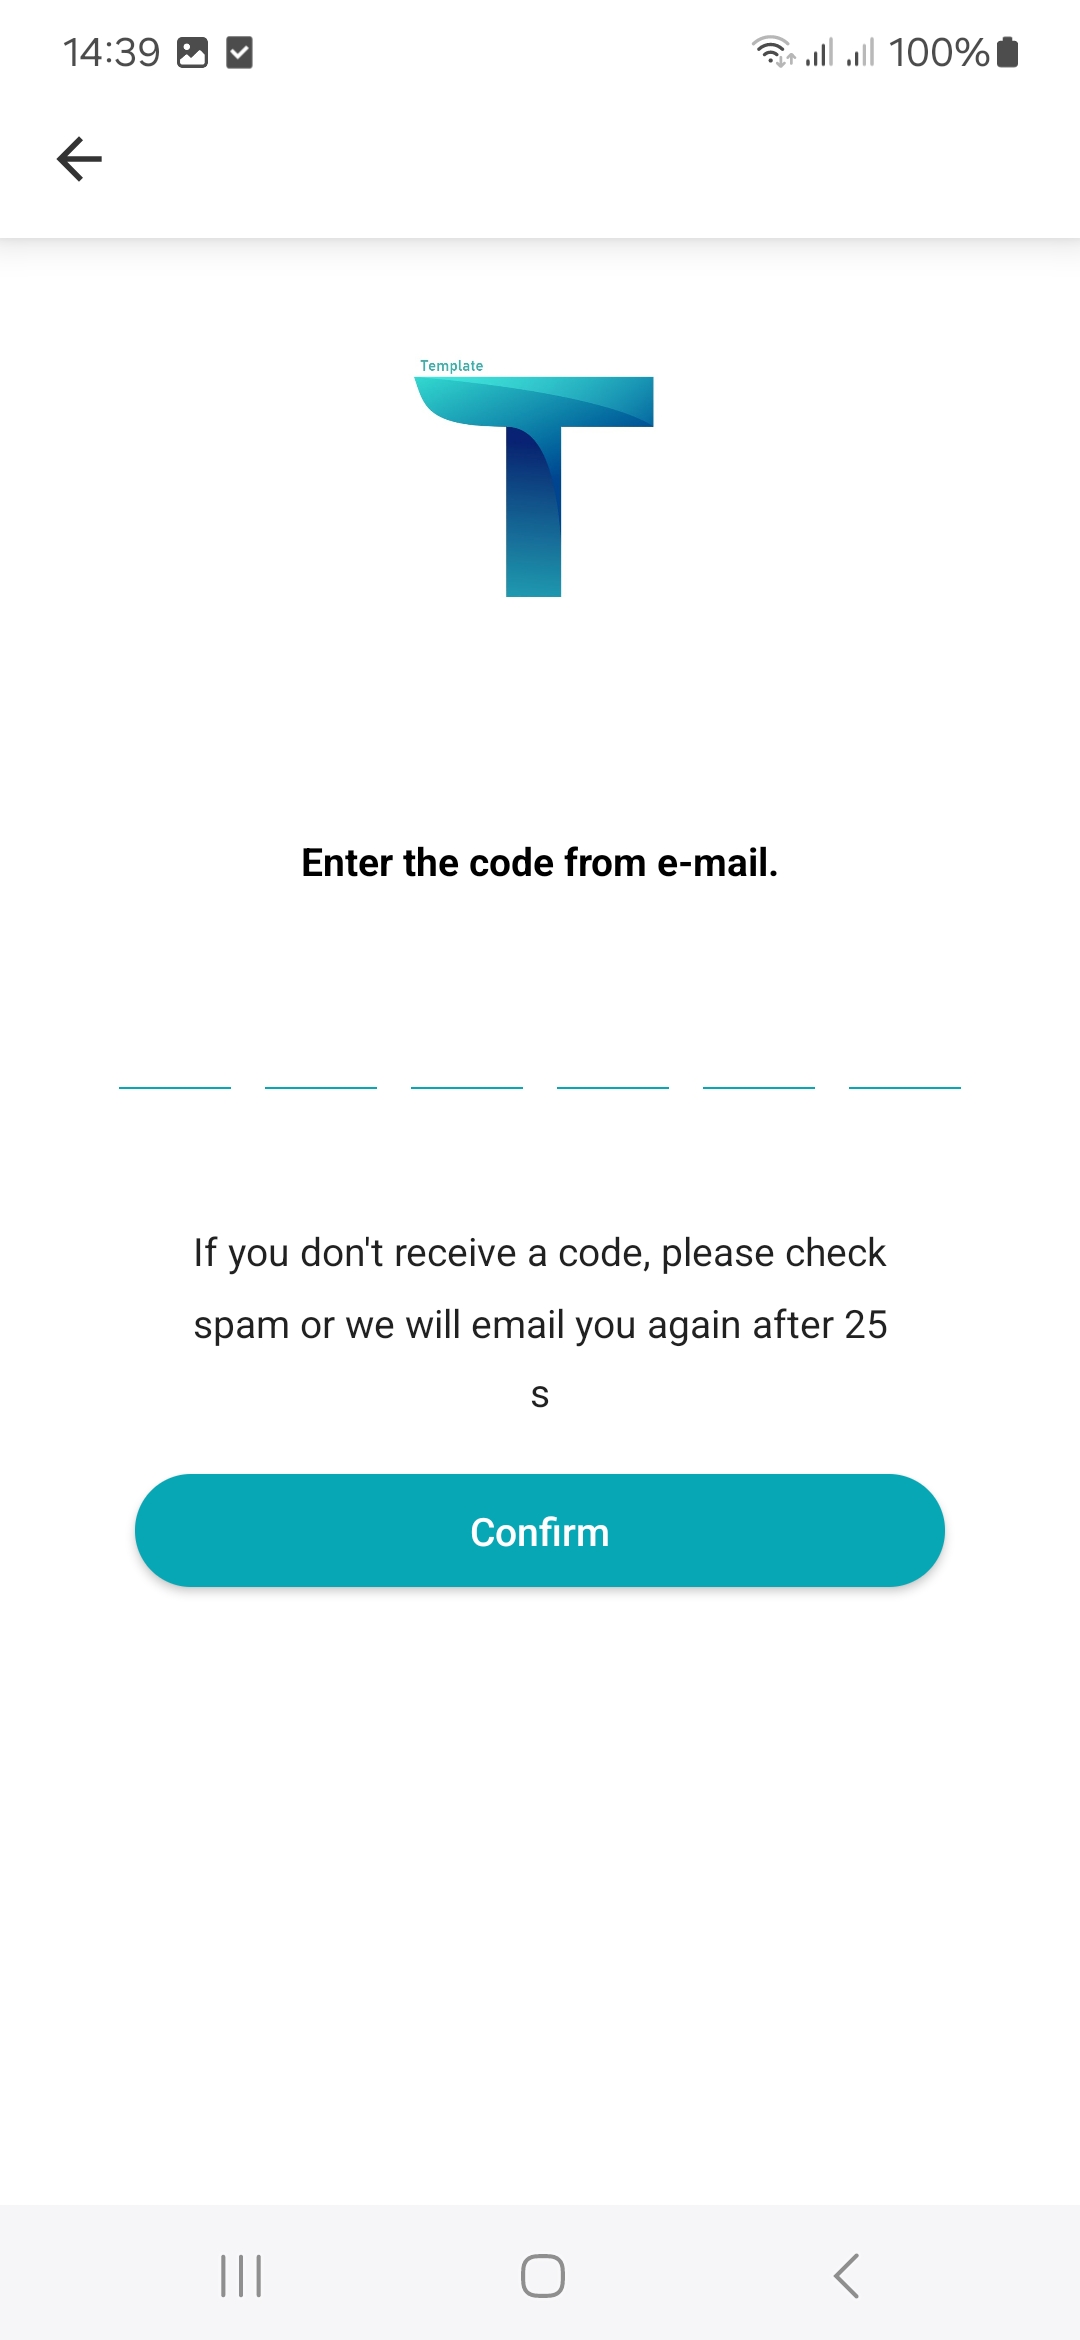 14:39
100%
Template
Enter the code from e-mail.
If you don't receive a code, please check
spam or we will email you again after 25
s
Confirm